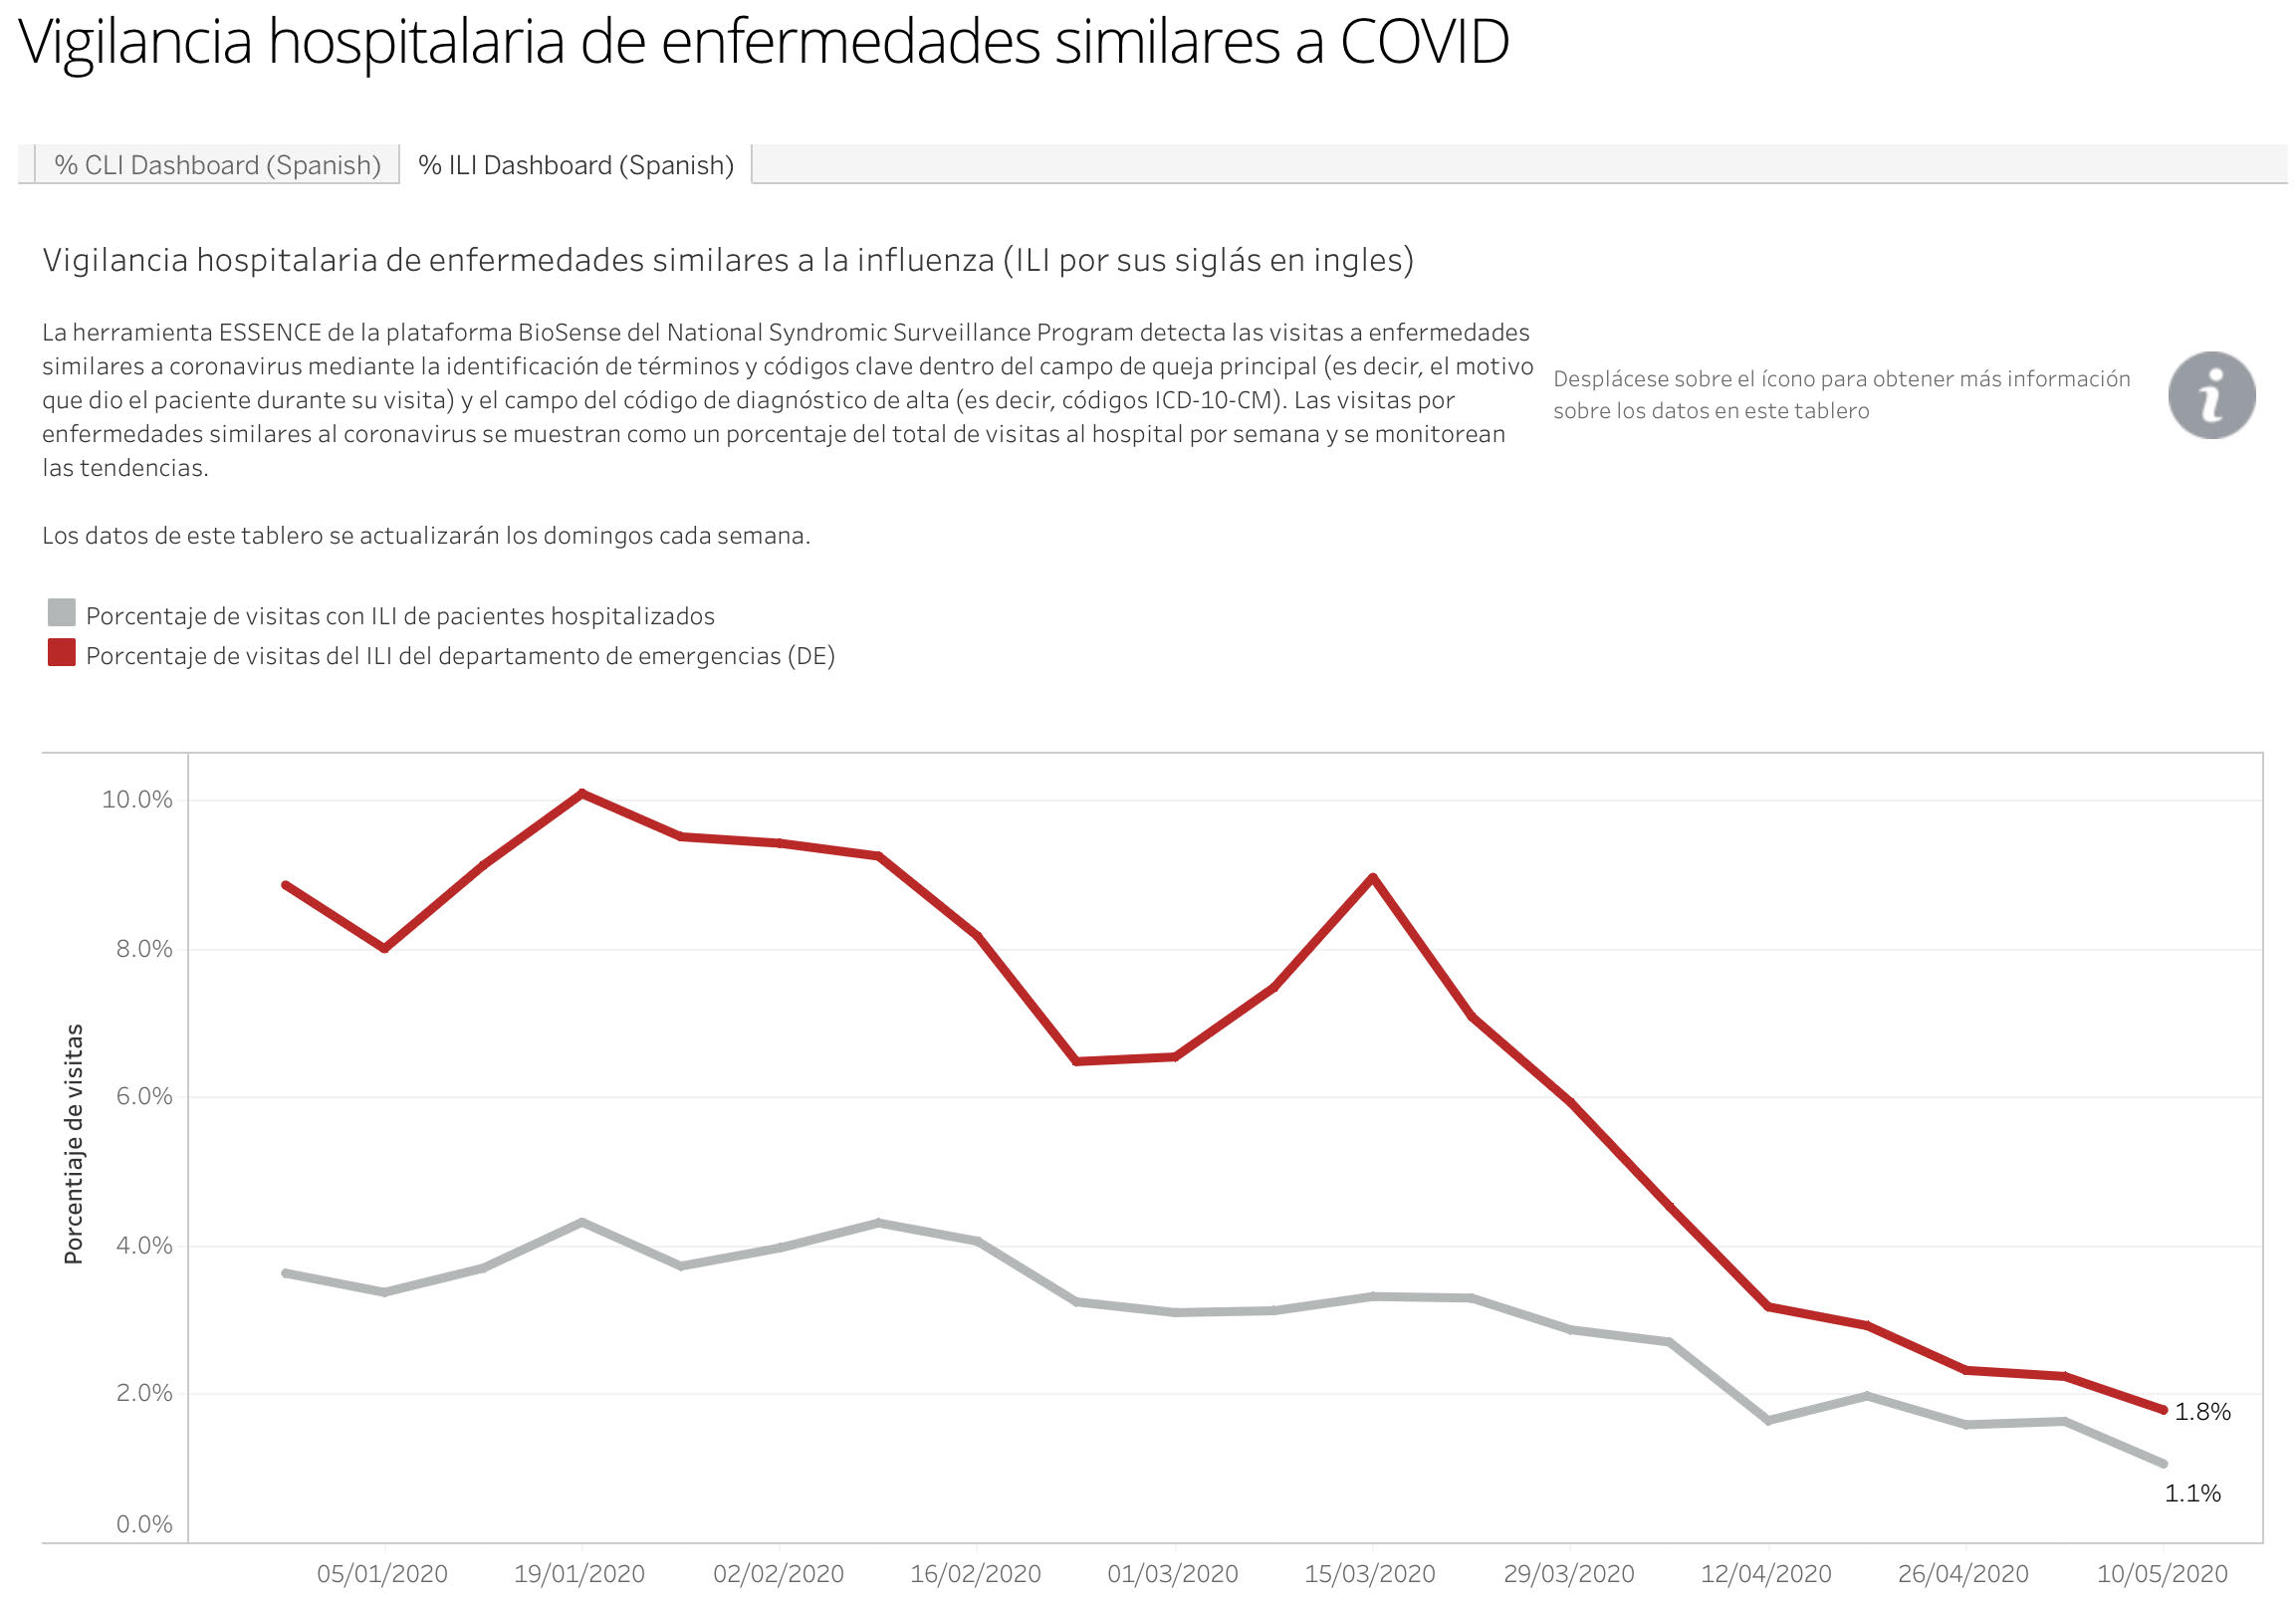 Vigilancia hospitalaria de enfermedades similares a COVID
% CLI Dashboard (Spanish)
% ILI Dashboard (Spanish)
Vigilancia hospitalaria de enfermedades similares a la influenza (ILI por sus siglás en ingles)
La herramienta ESSENCE de la plataforma BioSense del National Syndromic Surveillance Program detecta las visitas a enfermedades
similares a coronavirus mediante la identificación de términos y códigos clave dentro del campo de queja principal (es decir, el motivo
que dio el paciente durante su visita) y el campo del código de diagnóstico de alta (es decir, códigos ICD-10-CM). Las visitas por
enfermedades similares al coronavirus se muestran como un porcentaje del total de visitas al hospital por semana y se monitorean
las tendencias.
Los datos de este tablero se actualizarán los domingos cada semana.
Desplácese sobre el ícono para obtener más información
sobre los datos en este tablero
i
Porcentaje de visitas con ILI de pacientes hospitalizados
Porcentaje de visitas del ILI del departamento de emergencias (DE)
Porcentiaje de visitas
10.0%
8.0%
6.0%
4.0%
2.0%
0.0%
1.8%
1.1%
05/01/2020
19/01/2020
02/02/2020
16/02/2020
01/03/2020
15/03/2020
29/03/2020
12/04/2020
26/04/2020
10/05/2020